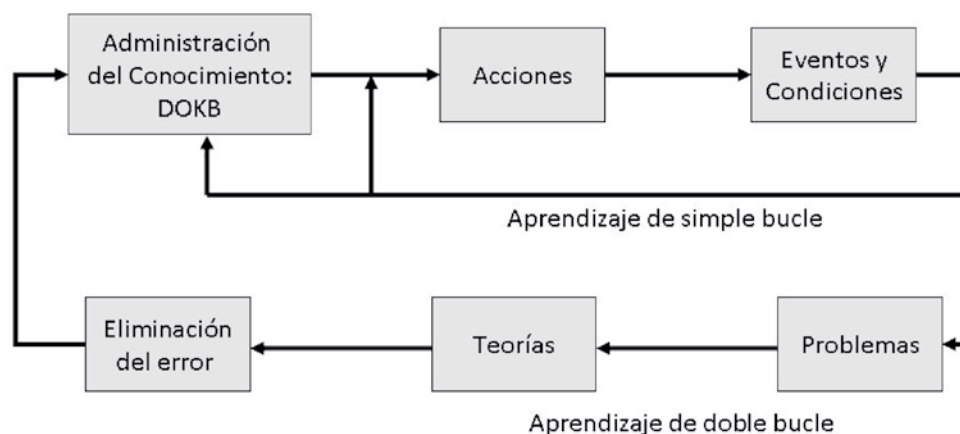 Administración
del Conocimiento:
DOKB
Acciones
Eventos y
Condiciones
Aprendizaje de simple bucle
Eliminación
del error
Teorías
Problemas
Aprendizaje de doble bucle